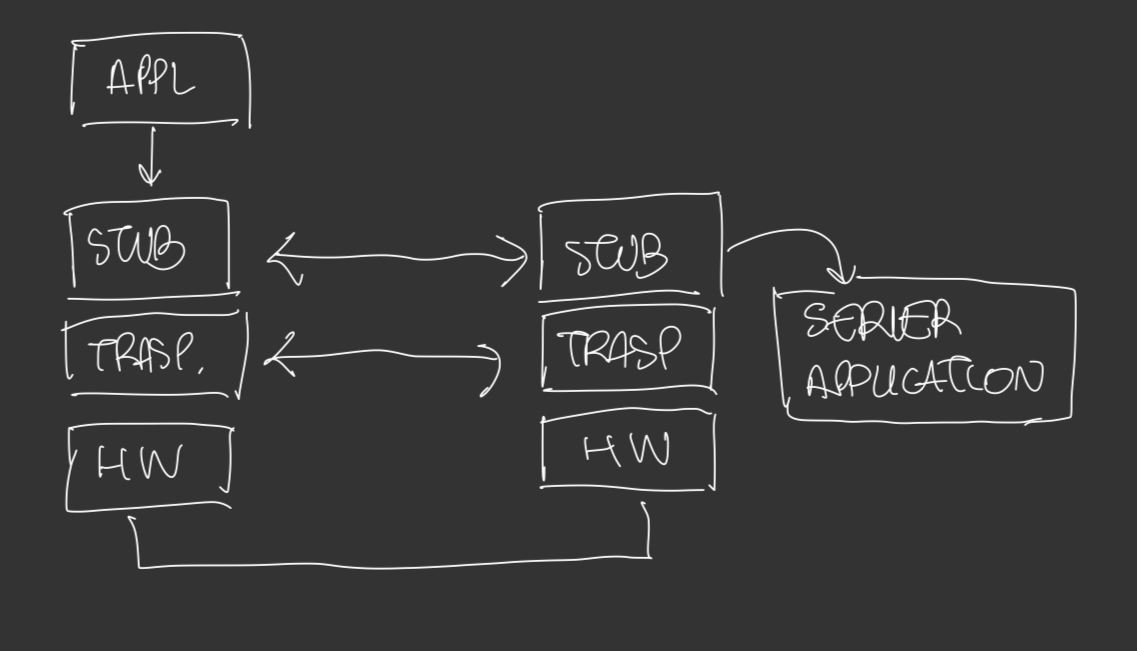 APPL
STUB
STUB
TRASP.
TRASP
SERVER
APPLICATION
HW
HW